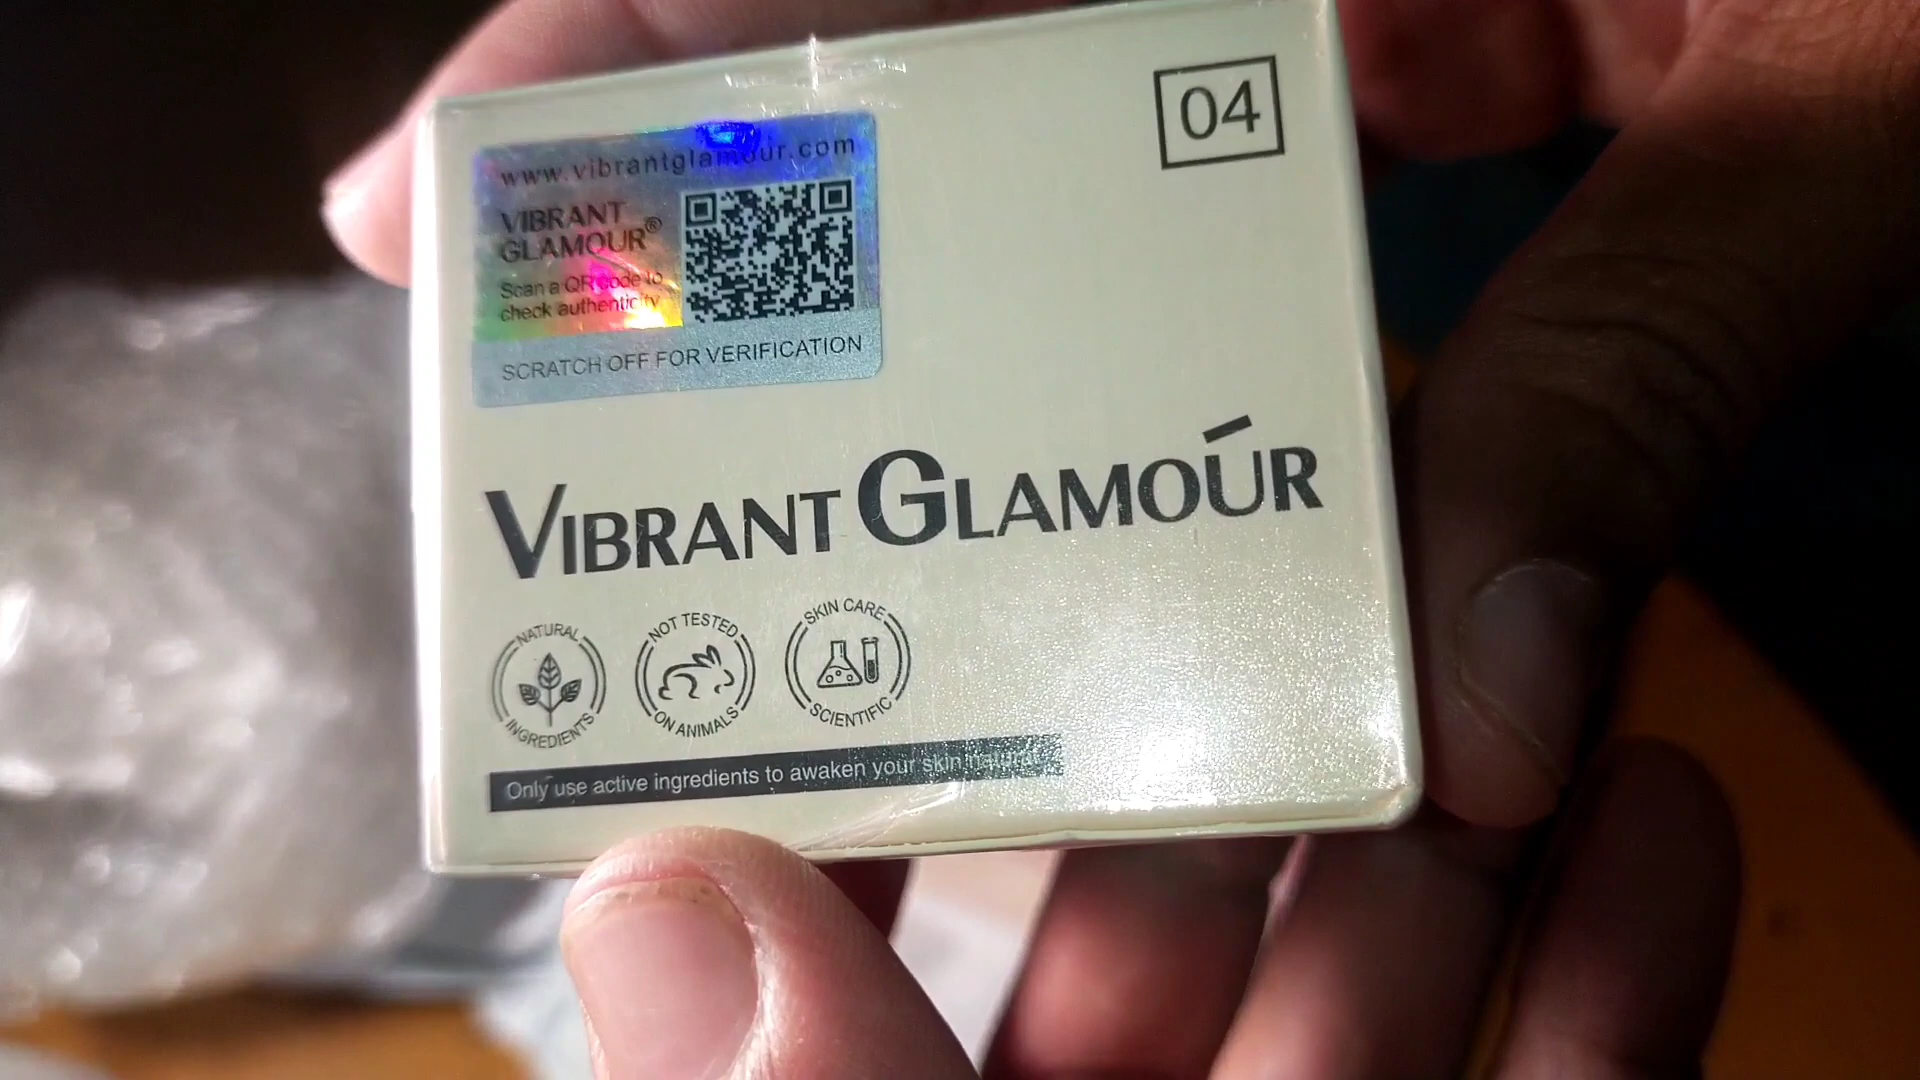 04
www.vibrantglamour.com
VIBRANT
GLAMOUR®
Scan a QR code to
check authenticity
SCRATCH OFF FOR VERIFICATION
VIBRANT GLAMOÚR
NATURAL
INGREDIENTS
NOT TESTED
ON ANIMALS
SKIN CARE
SCIENTIFIC
Only use active ingredients to awaken your skin